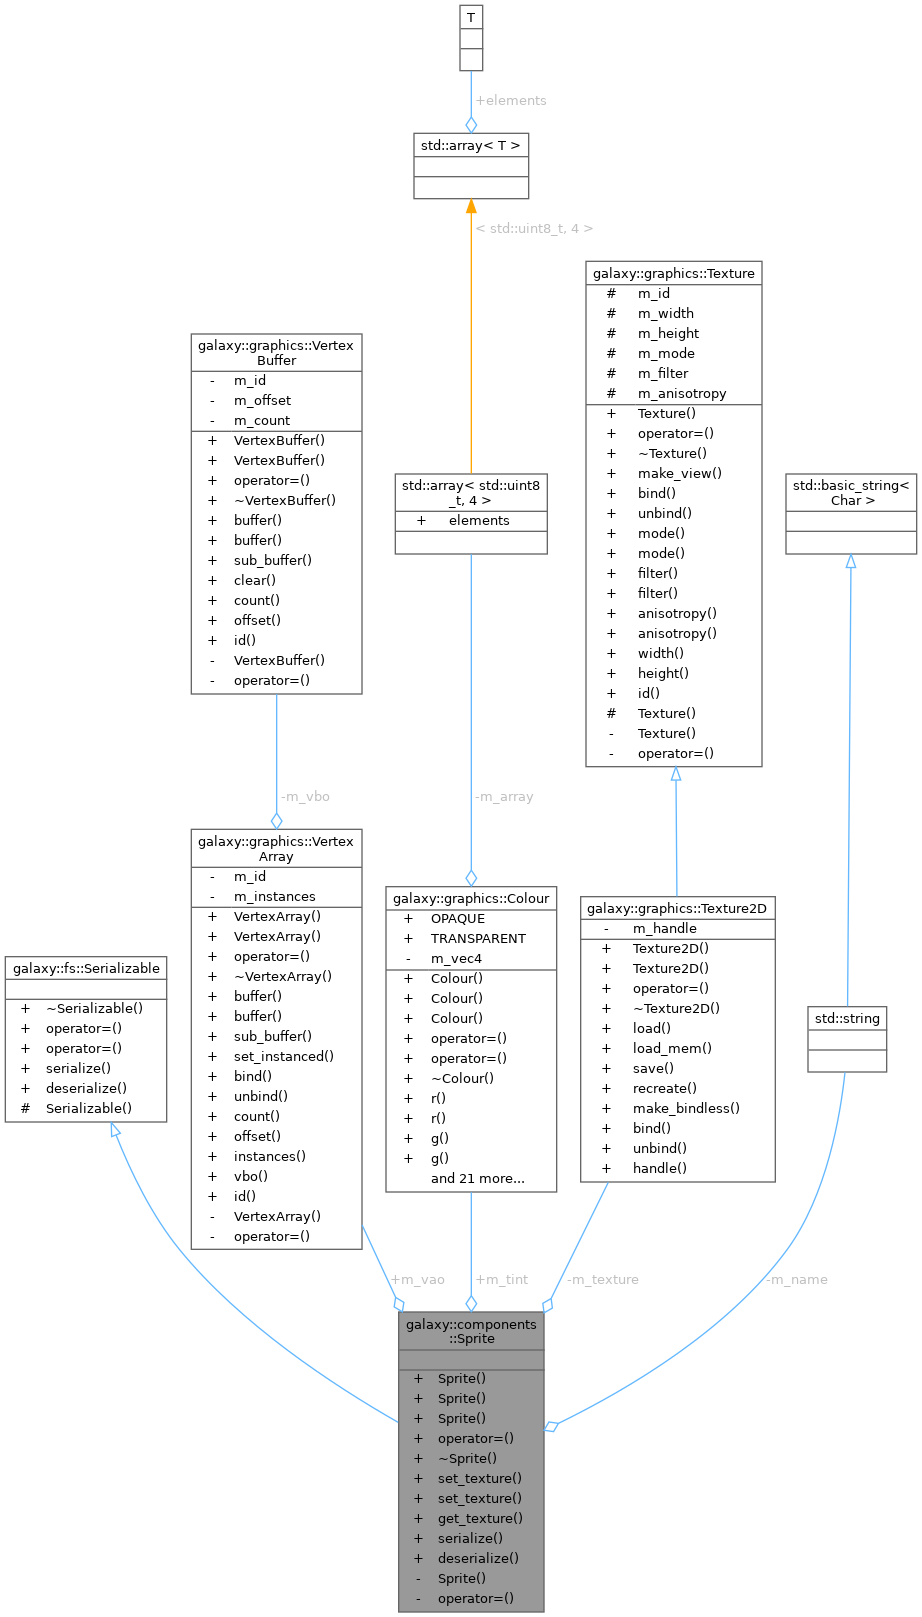 T
+elements
std::array< T >
< std::uint8_t, 4 >
galaxy::graphics::Texture
# m_id
# m_width
# m_height
# m_mode
# m_filter
# m_anisotropy
+ Texture()
+ operator=()
+ ~Texture()
+ make_view()
+ bind()
+ unbind()
+ mode()
+ mode()
+ filter()
+ filter()
+ anisotropy()
+ anisotropy()
+ width()
+ height()
+ id()
# Texture()
- Texture()
- operator=()
galaxy::graphics::Vertex
Buffer
- m_id
- m_offset
- m_count
+ VertexBuffer()
+ VertexBuffer()
+ operator=()
+ ~VertexBuffer()
+ buffer()
+ buffer()
+ sub_buffer()
+ clear()
+ count()
+ offset()
+ id()
- VertexBuffer()
- operator=()
std::array< std::uint8
_t, 4 >
+ elements
std::basic_string<
Char >
-m_vbo
-m_array
galaxy::graphics::Vertex
Array
- m_id
- m_instances
+ VertexArray()
+ VertexArray()
+ operator=()
+ ~VertexArray()
+ buffer()
+ buffer()
+ sub_buffer()
+ set_instanced()
+ bind()
+ unbind()
+ count()
+ offset()
+ instances()
+ vbo()
+ id()
- VertexArray()
- operator=()
galaxy::graphics::Colour
+ OPAQUE
+ TRANSPARENT
- m_vec4
+ Colour()
+ Colour()
+ Colour()
+ operator=()
+ operator=()
+ ~Colour()
+ r()
+ r()
+ g()
+ g()
and 21 more...
galaxy::graphics::Texture2D
- m_handle
+ Texture2D()
+ Texture2D()
+ operator=()
+ ~Texture2D()
+ load()
+ load_mem()
+ save()
+ recreate()
+ make_bindless()
+ bind()
+ unbind()
+ handle()
galaxy::fs::Serializable
+ ~Serializable()
+ operator=()
+ operator=()
+ serialize()
+ deserialize()
# Serializable()
std::string
+m_vao
+m_tint
-m_texture
-m_name
galaxy::components
::Sprite
+ Sprite()
+ Sprite()
+ Sprite()
+ operator=()
+ ~Sprite()
+ set_texture()
+ set_texture()
+ get_texture()
+ serialize()
+ deserialize()
- Sprite()
- operator=()